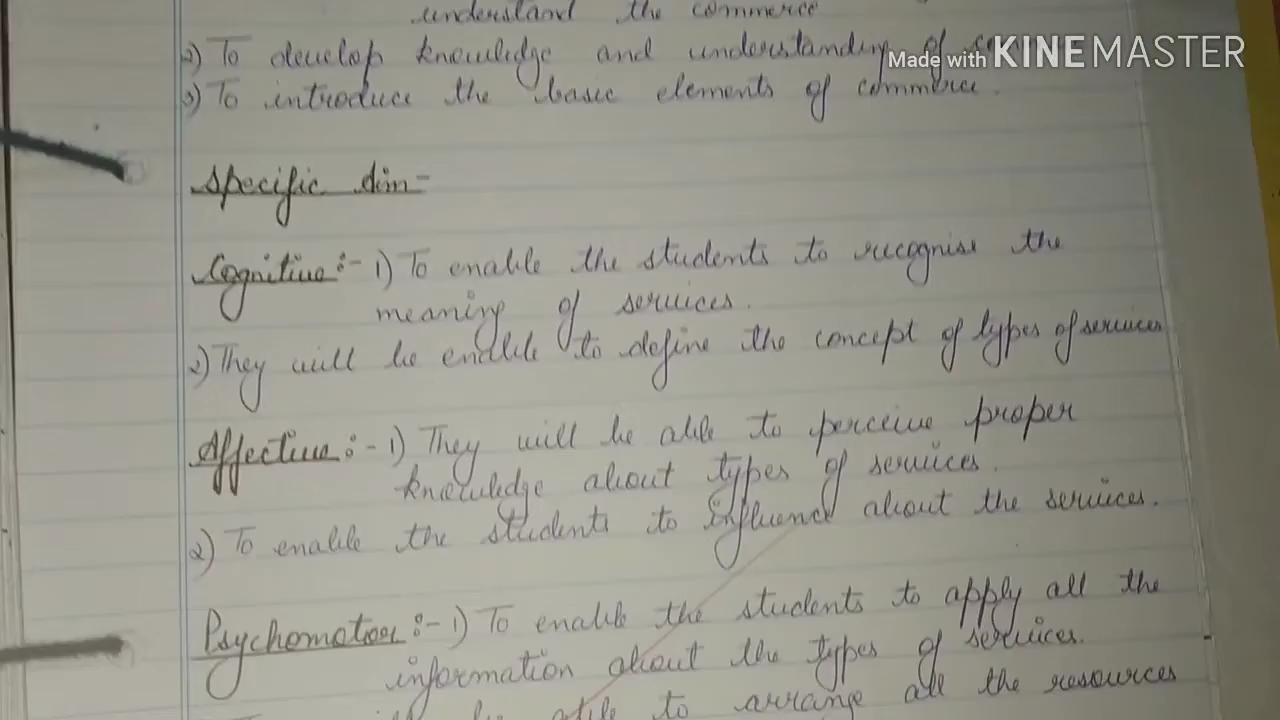 understand the commerce
2) To develop knowledge and understanding of
Made with KINEMASTER
3) To introduce the basic elements of commerce.
Specific Aim-
Cognitive :- 1) To enable the students to recognise the
meaning of services.
2) They will be enable to define the concept of types of services
Affective :- 1) They will be able to perceive proper
knowledge about types of services.
2) To enable the students to influence about the services.
Psychomotor :- 1) To enable the students to apply all the
information about the types of services.
able to arrange all the resources